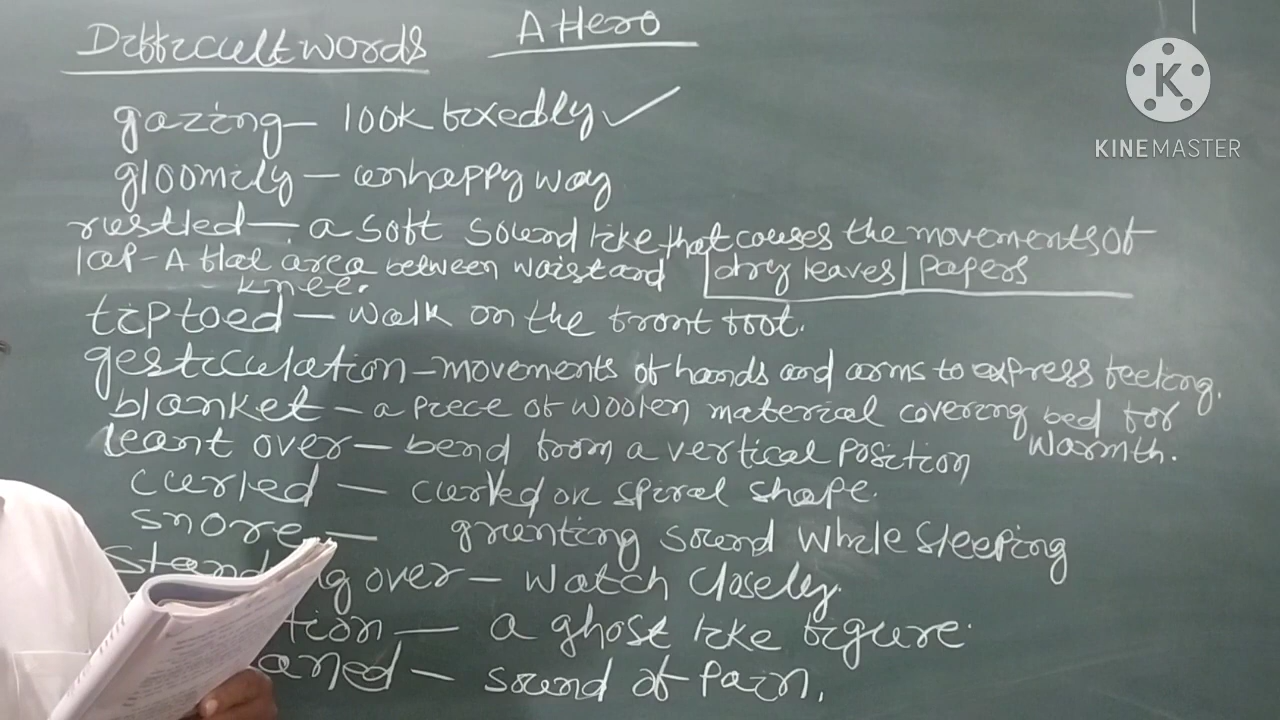 Difficult words A Hero
gazing – look fixedly ✓
gloomily – unhappy way
rustled – a soft sound like that causes the movements of
lap – A flat area between waist and knee.
dry leaves | papers
tiptoed – walk on the front foot.
gesticulation – movements of hands and arms to express feeling.
blanket – a piece of woolen material covering bed for warmth.
leant over – bend from a vertical position
curled – curved or spiral shape.
snore – grunting sound while sleeping
over – watch closely.
tion – a ghost like figure.
aned – sound of pain.
K
KINEMASTER